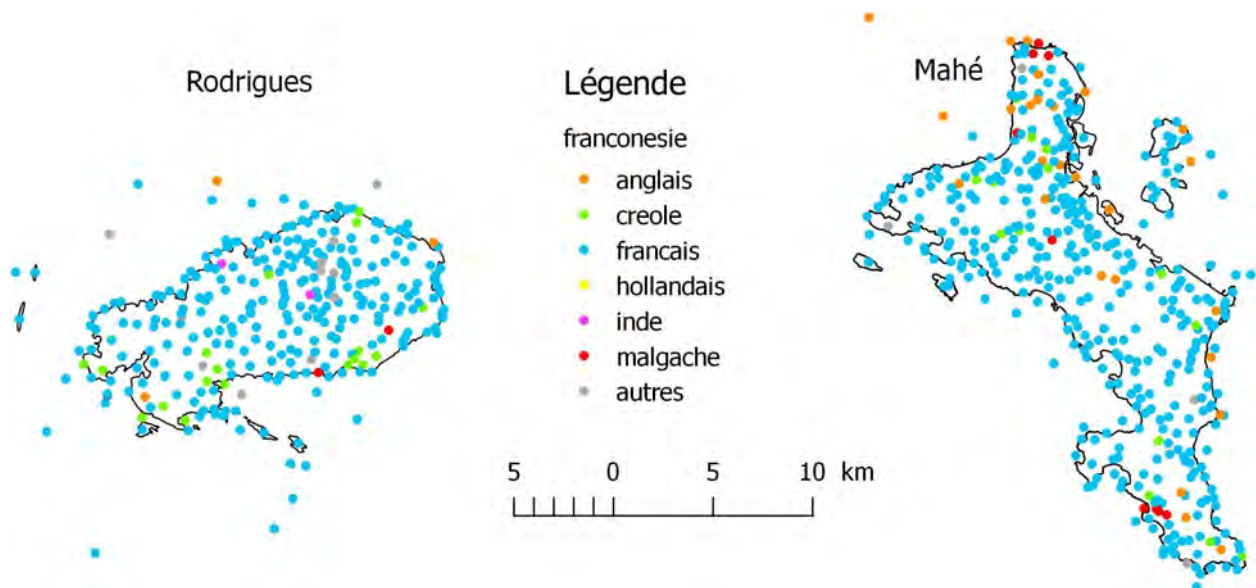 Rodrigues
Légende
Mahé
franconesie
anglais
creole
francais
hollandais
inde
malgache
autres
5 0 5 10 km